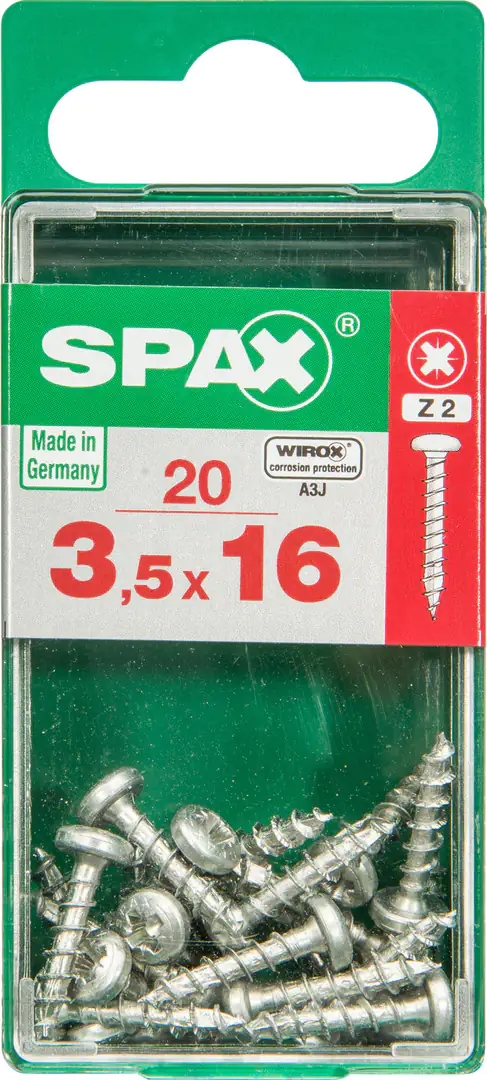 SPAX®
Z 2
Made in
Germany
WIROX®
corrosion protection
A3J
20
3,5 x 16